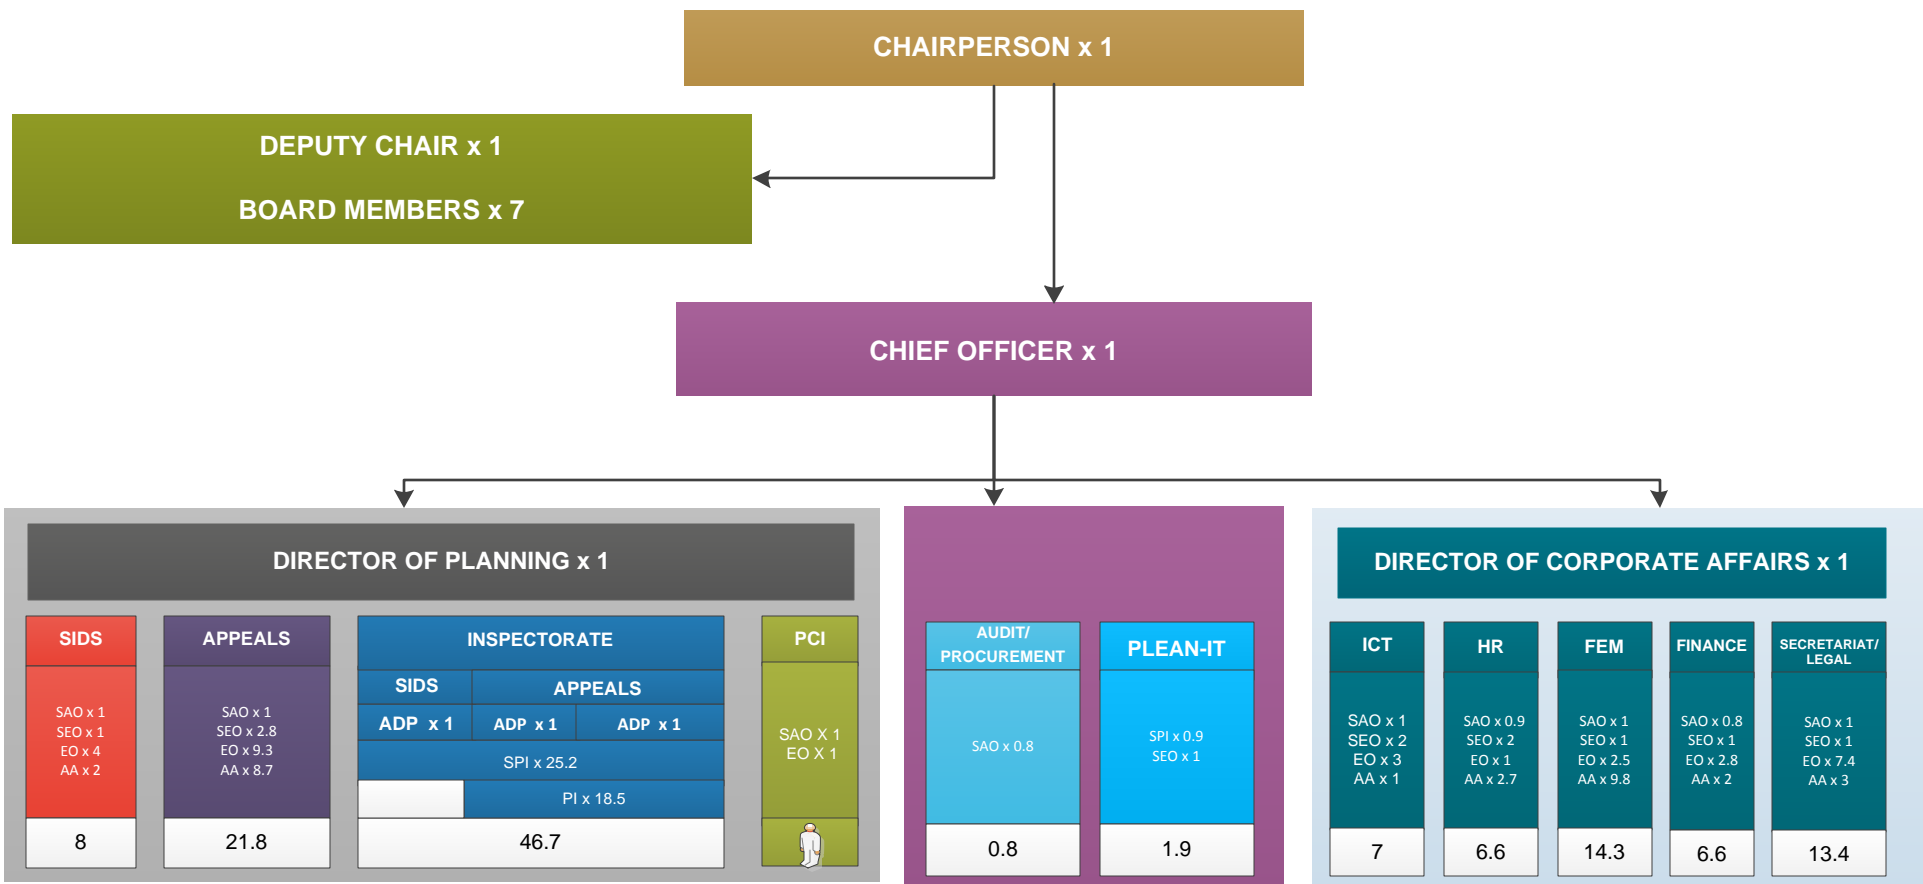 CHAIRPERSON x 1
DEPUTY CHAIR x 1
BOARD MEMBERS x 7
CHIEF OFFICER x 1
DIRECTOR OF PLANNING x 1
SIDS
SAO x 1
SEO x 1
EO x 4
AA x 2
8
APPEALS
SAO x 1
SEO x 2.8
EO x 9.3
AA x 8.7
21.8
INSPECTORATE
SIDS
APPEALS
ADP x 1
ADP x 1
ADP x 1
SPI x 25.2
PI x 18.5
46.7
PCI
SAO X 1
EO X 1
AUDIT/
PROCUREMENT
SAO x 0.8
0.8
PLEAN-IT
SPI x 0.9
SEO x 1
1.9
DIRECTOR OF CORPORATE AFFAIRS x 1
ICT
SAO x 1
SEO x 2
EO x 3
AA x 1
7
HR
SAO x 0.9
SEO x 2
EO x 1
AA x 2.7
6.6
FEM
SAO x 1
SEO x 1
EO x 2.5
AA x 9.8
14.3
FINANCE
SAO x 0.8
SEO x 1
EO x 2.8
AA x 2
6.6
SECRETARIAT/
LEGAL
SAO x 1
SEO x 1
EO x 7.4
AA x 3
13.4